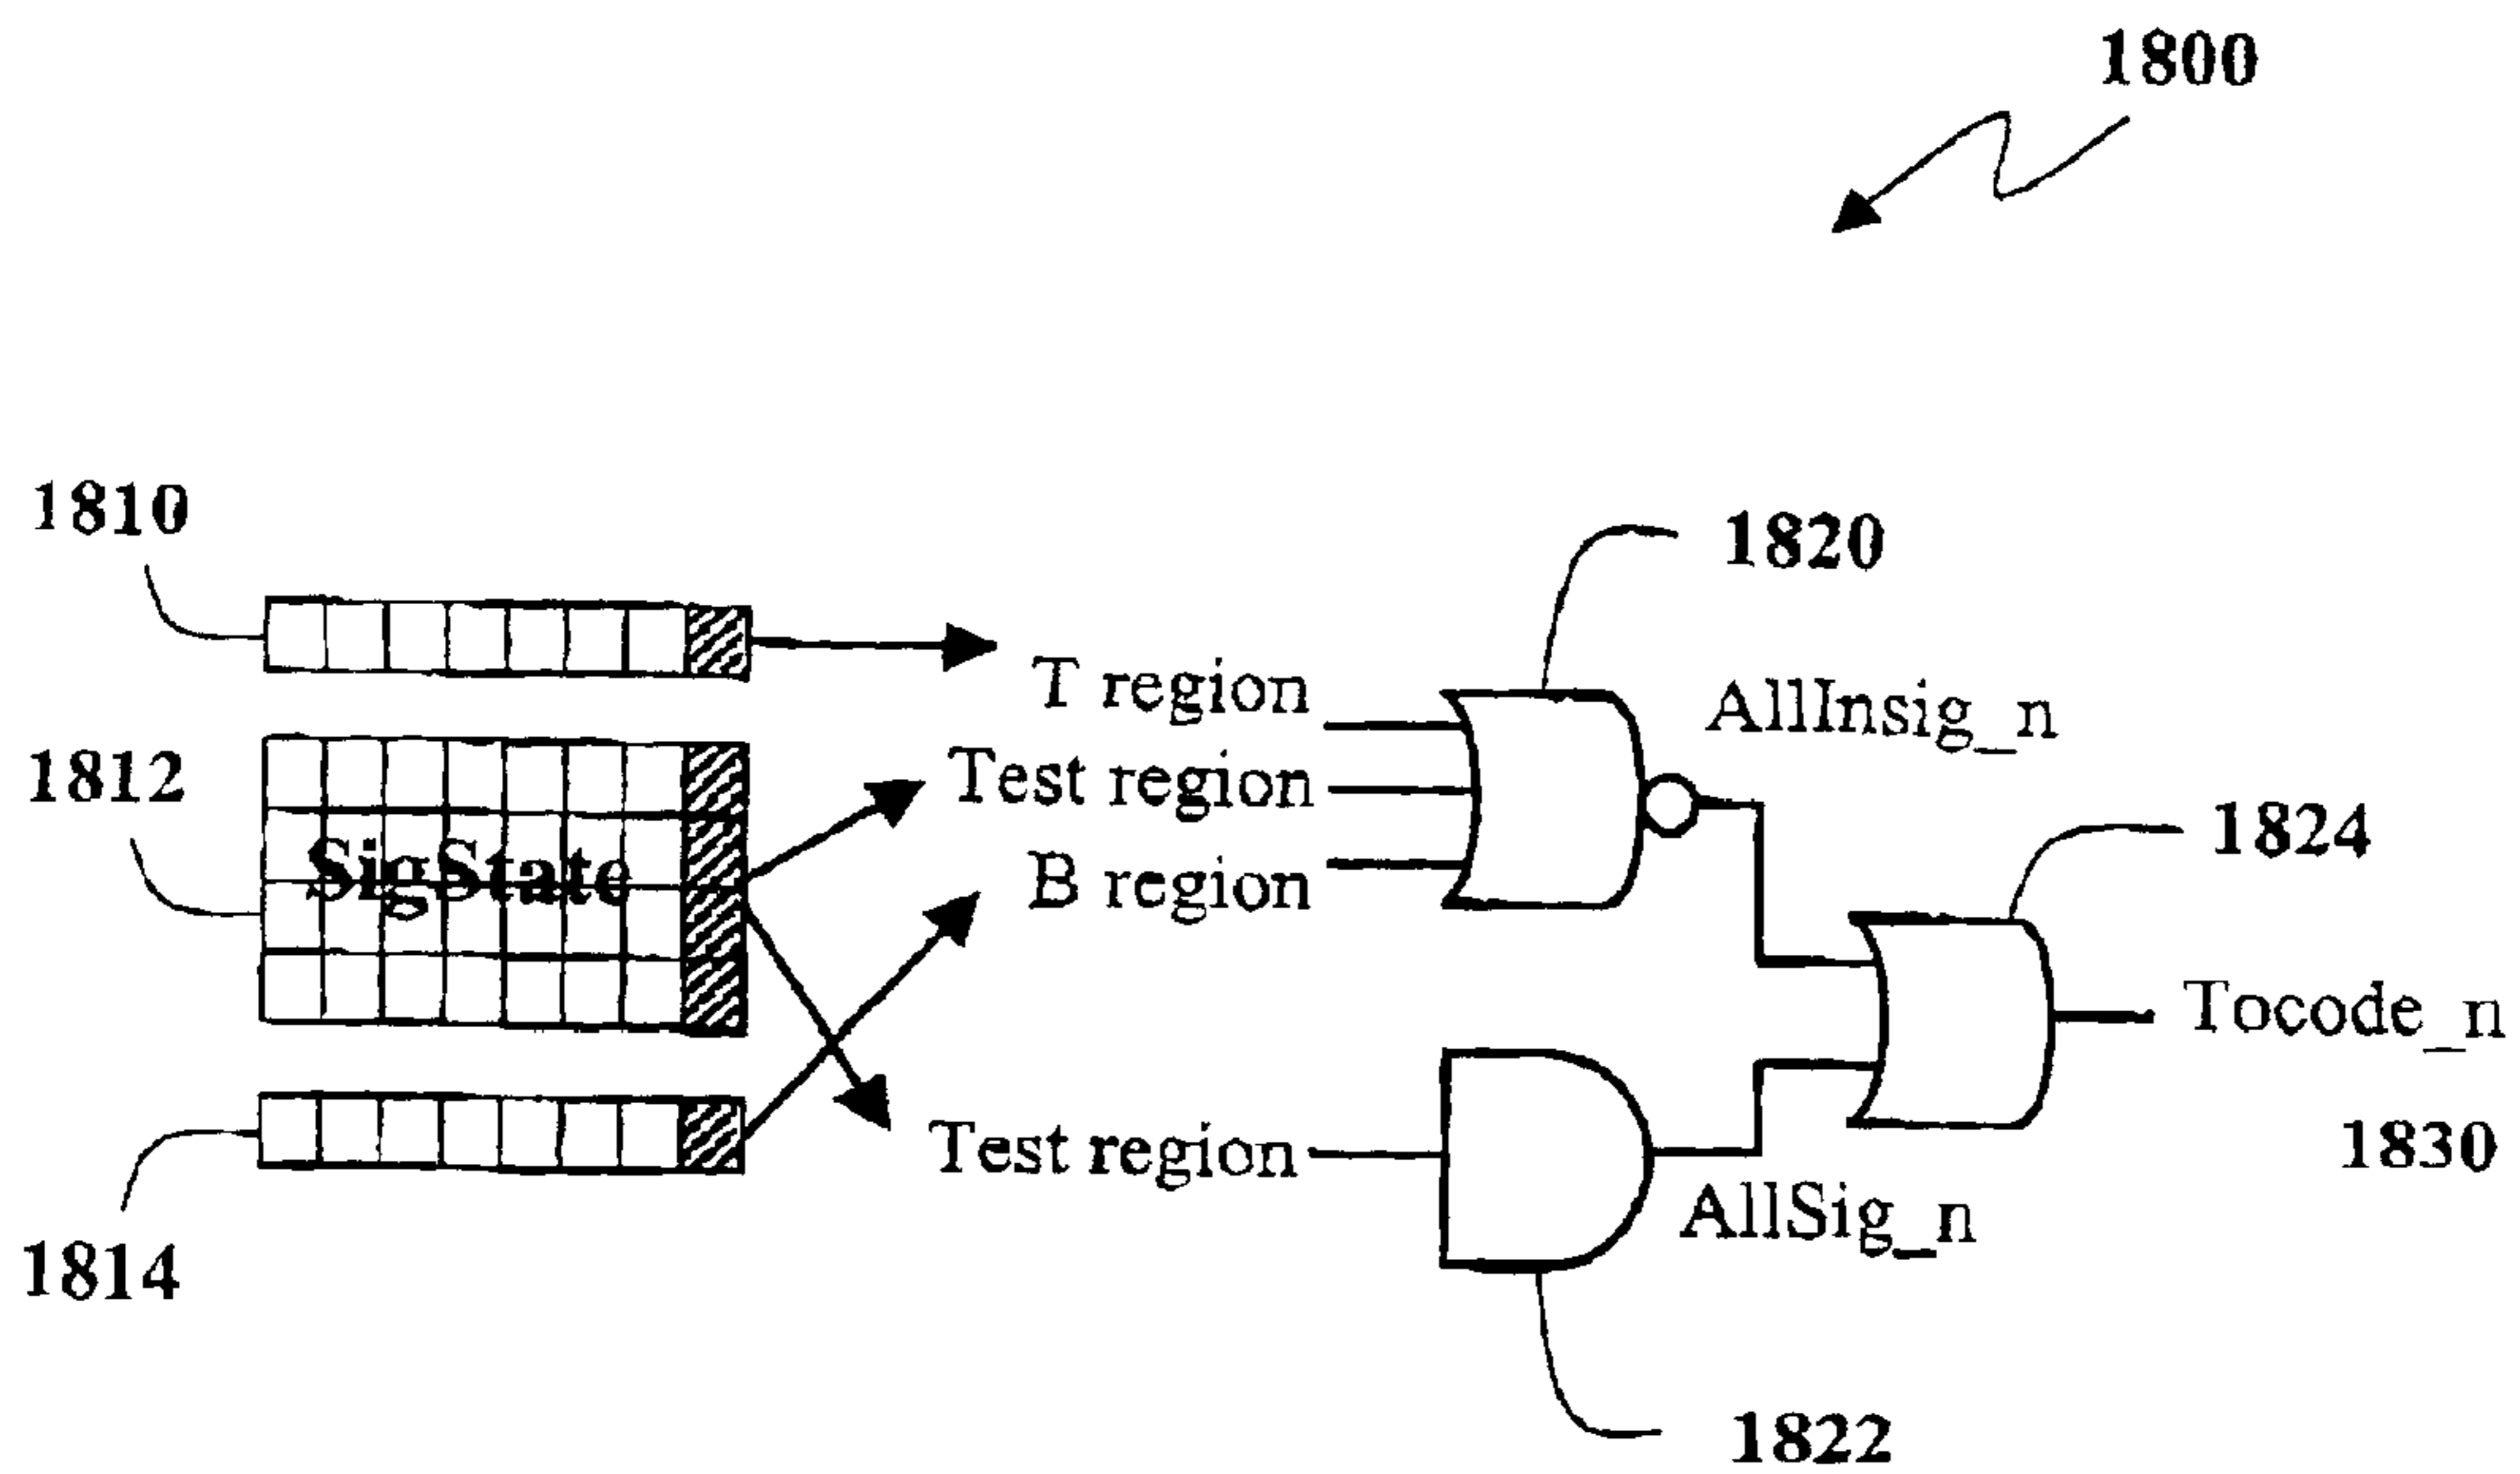 1800
1810
1820
T region
AllInsig_n
1812
Test region
1824
SigState
B region
Tocode_n
1830
Test region
AllSig_n
1814
1822